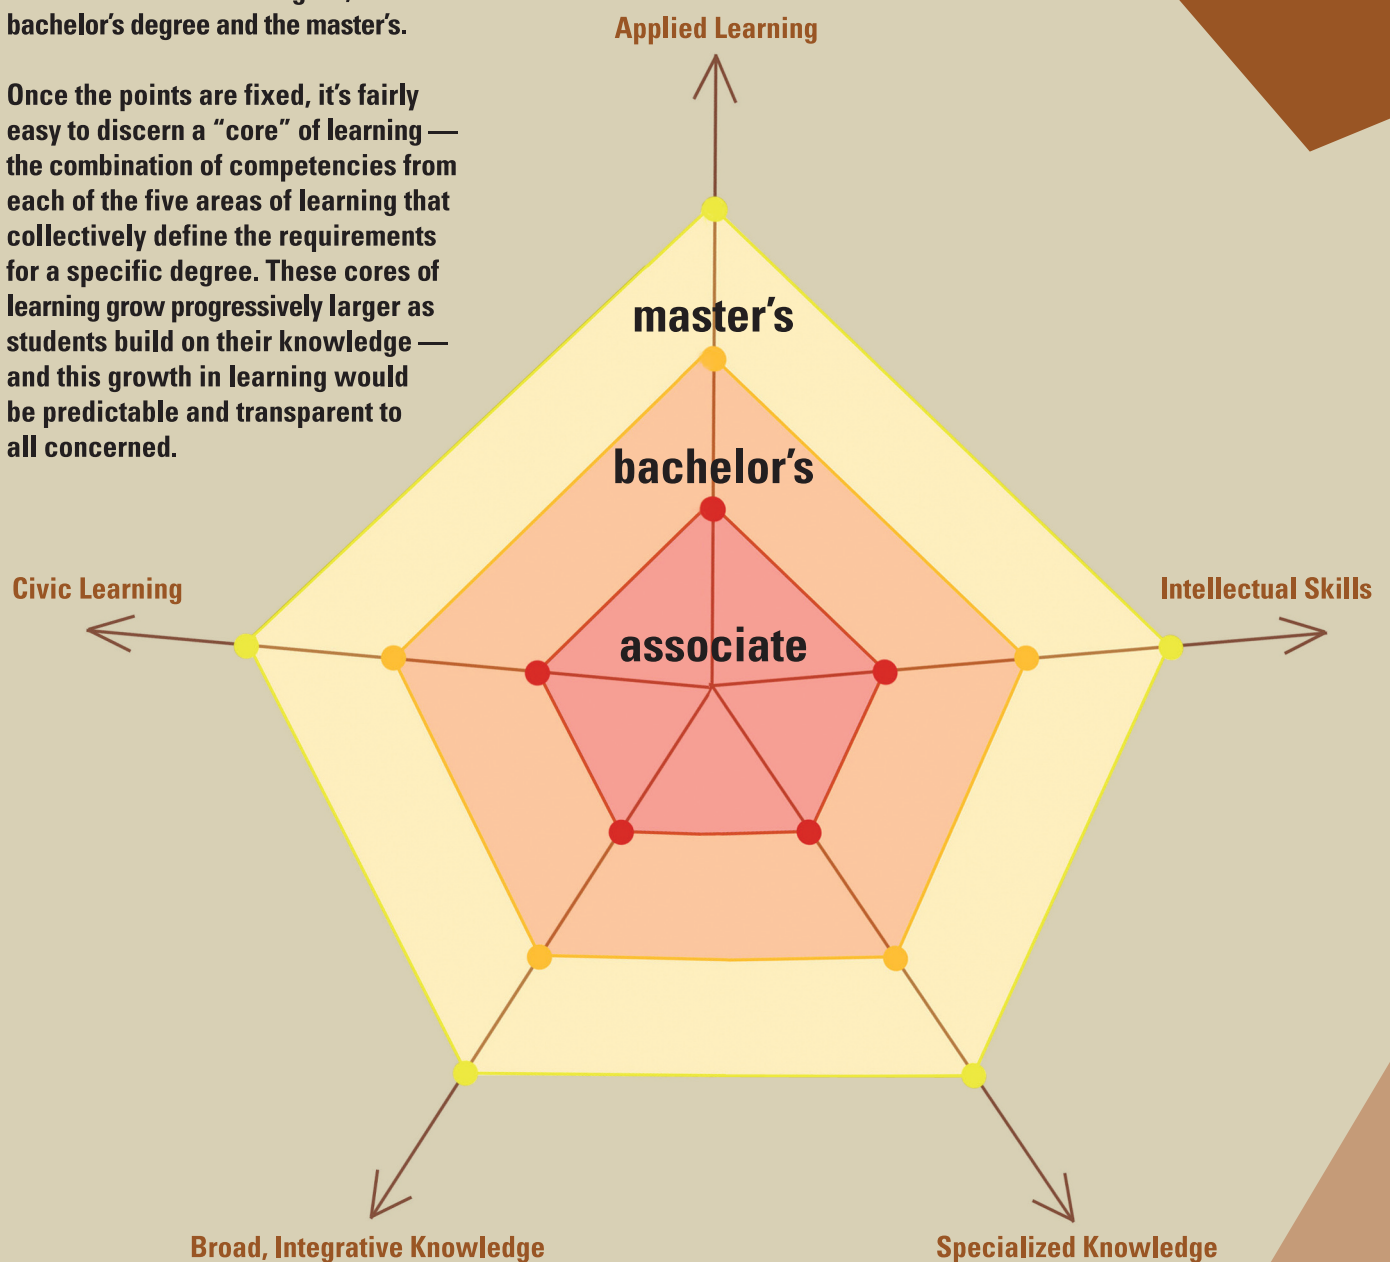 bachelor’s degree and the master’s.
Once the points are fixed, it’s fairly
easy to discern a “core” of learning —
the combination of competencies from
each of the five areas of learning that
collectively define the requirements
for a specific degree. These cores of
learning grow progressively larger as
students build on their knowledge —
and this growth in learning would
be predictable and transparent to
all concerned.
Applied Learning
master’s
bachelor’s
Civic Learning
Intellectual Skills
associate
Broad, Integrative Knowledge
Specialized Knowledge